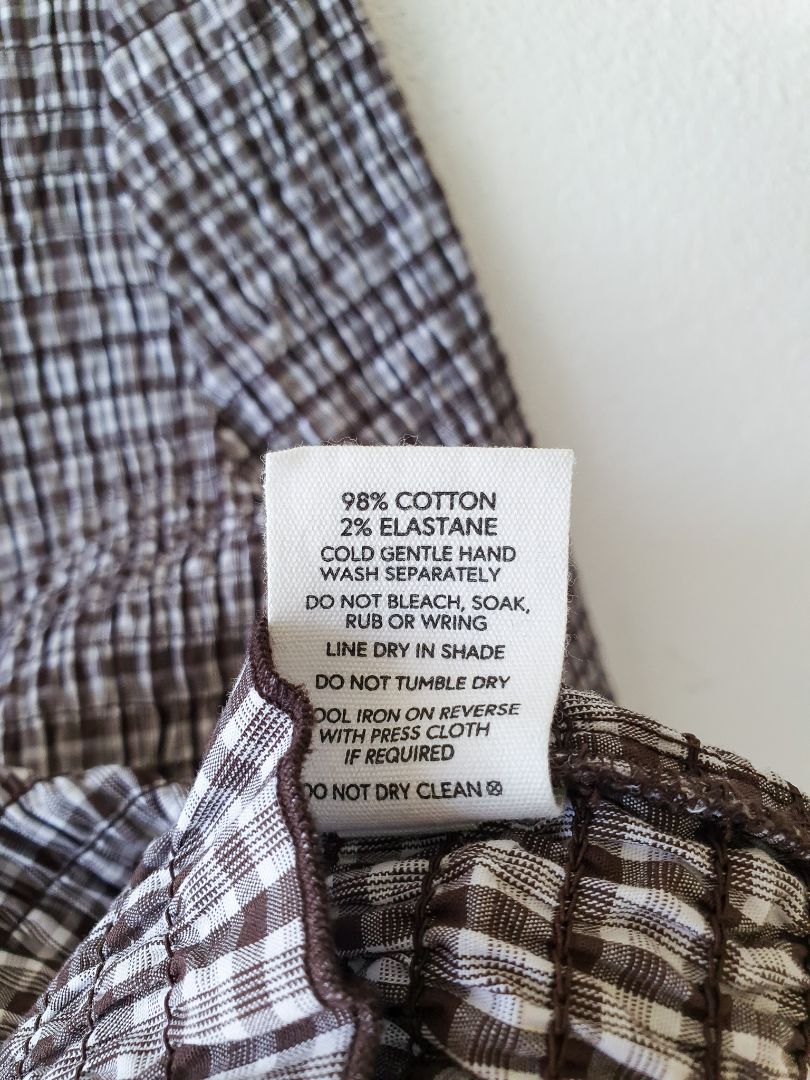 98% COTTON
2% ELASTANE
COLD GENTLE HAND
WASH SEPARATELY
DO NOT BLEACH, SOAK,
RUB OR WRING
LINE DRY IN SHADE
DO NOT TUMBLE DRY
OOL IRON ON REVERSE
WITH PRESS CLOTH
IF REQUIRED
DO NOT DRY CLEAN